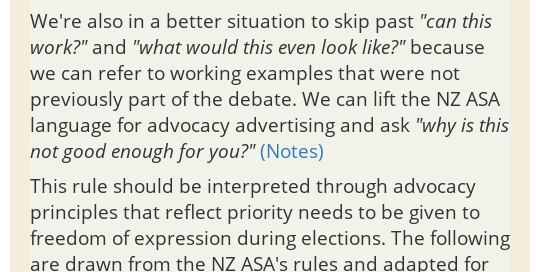 We're also in a better situation to skip past "can this
work?" and "what would this even look like?" because
we can refer to working examples that were not
previously part of the debate. We can lift the NZ ASA
language for advocacy advertising and ask "why is this
not good enough for you?" (Notes)
This rule should be interpreted through advocacy
principles that reflect priority needs to be given to
freedom of expression during elections. The following
are drawn from the NZ ASA's rules and adapted for